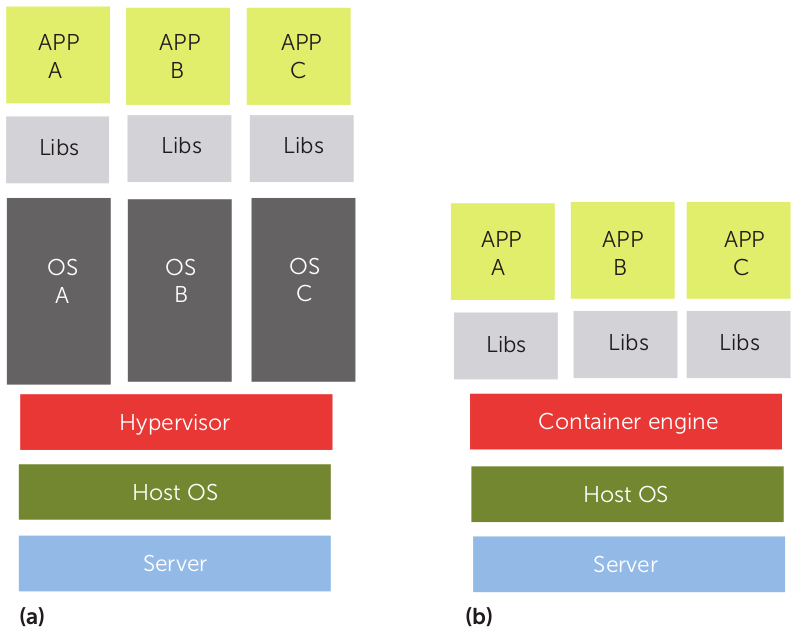 APP
A
APP
B
APP
C
Libs
Libs
Libs
OS
A
OS
B
OS
C
Hypervisor
Host OS
Server
(a)
APP
A
APP
B
APP
C
Libs
Libs
Libs
Container engine
Host OS
Server
(b)